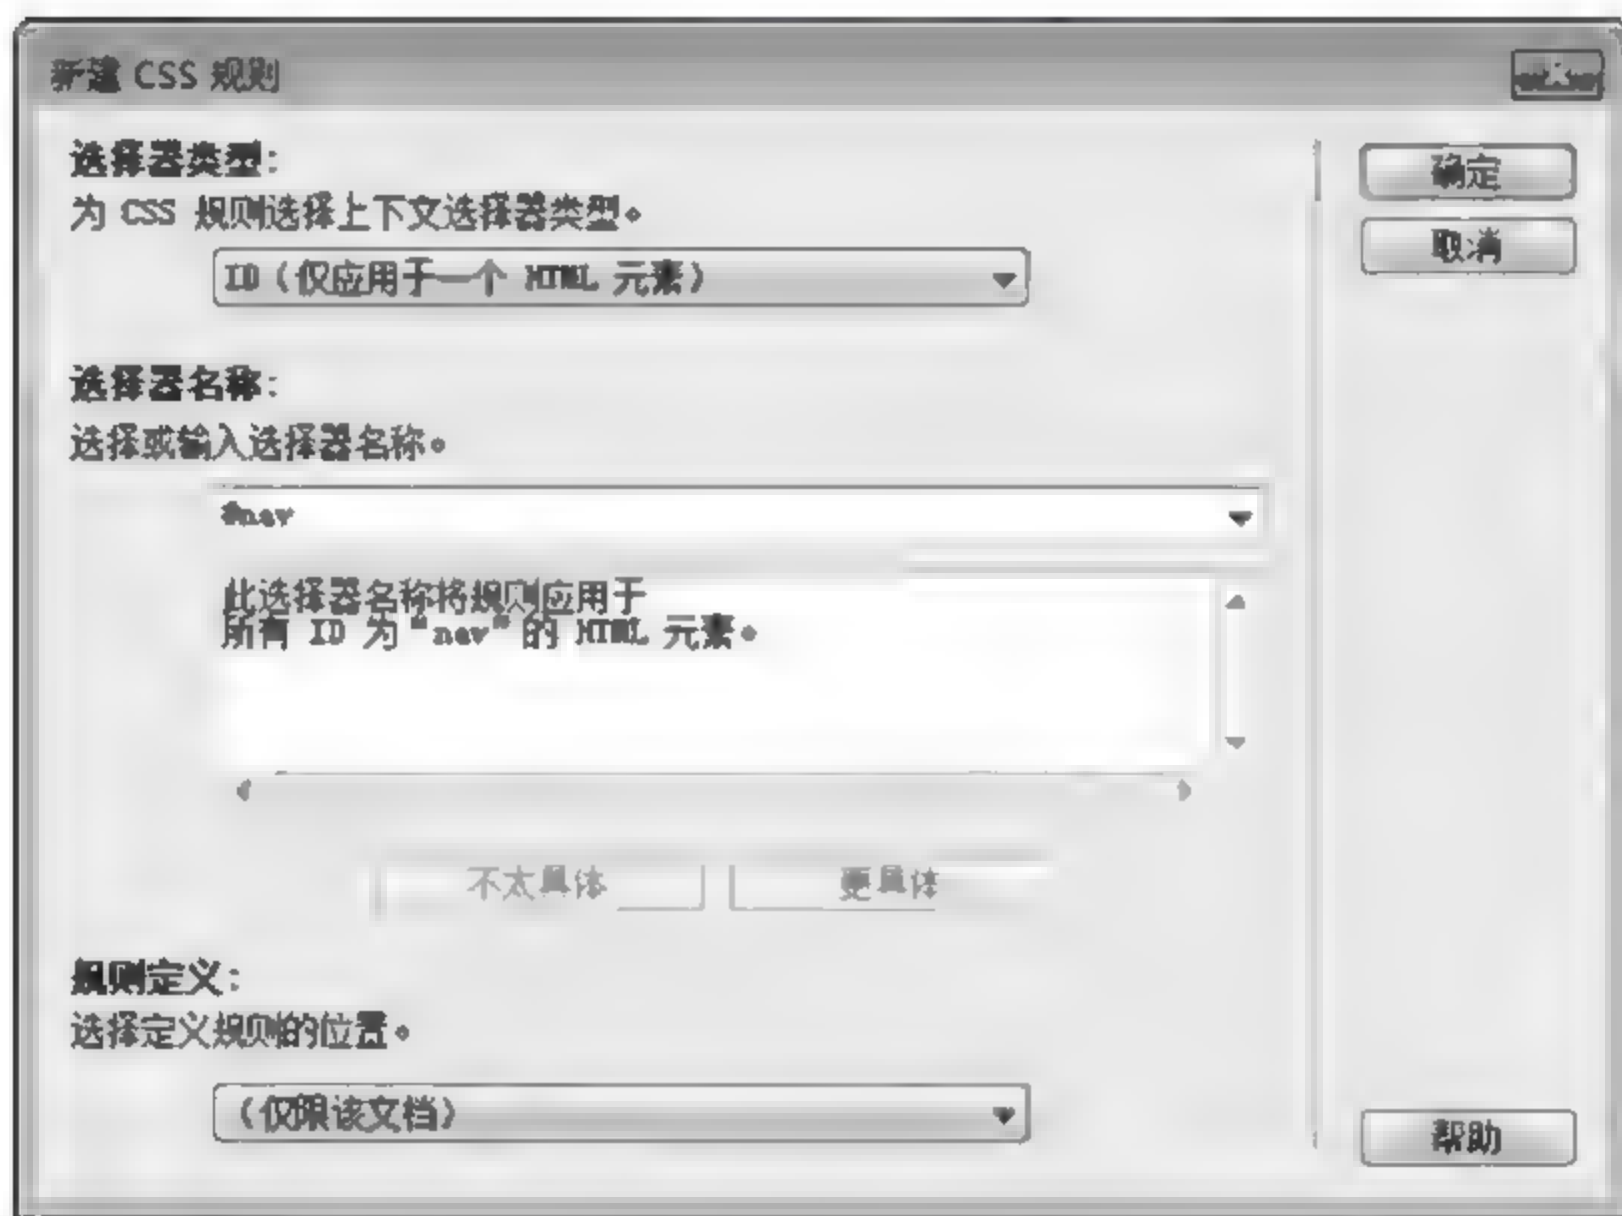 新建 CSS 规则
选择器类型：
为 CSS 规则选择上下文选择器类型。
ID（仅应用于一个 HTML 元素）
选择器名称：
选择或输入选择器名称。
#nav
此选择器名称将规则应用于
所有 ID 为“nav”的 HTML 元素。
不太具体
更具体
规则定义：
选择定义规则的位置。
（仅限该文档）
确定
取消
帮助